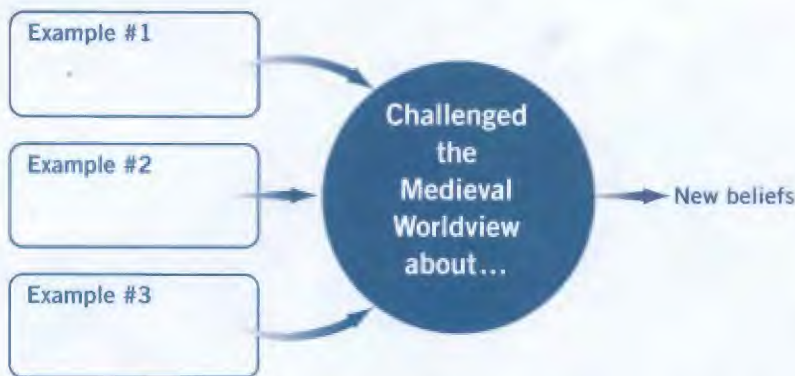 Example #1
Example #2
Example #3
Challenged
the
Medieval
Worldview
about...
New beliefs